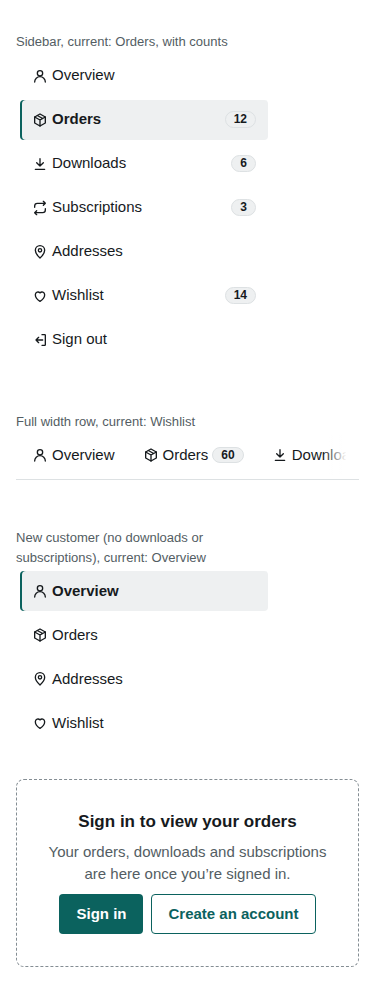 Sidebar, current: Orders, with counts
Overview
Orders 12
Downloads 6
Subscriptions 3
Addresses
Wishlist 14
Sign out
Full width row, current: Wishlist
Overview Orders 60
New customer (no downloads or
subscriptions), current: Overview
Overview
Orders
Addresses
Wishlist
Sign in to view your orders
Your orders, downloads and subscriptions
are here once you’re signed in.
Sign in Create an account